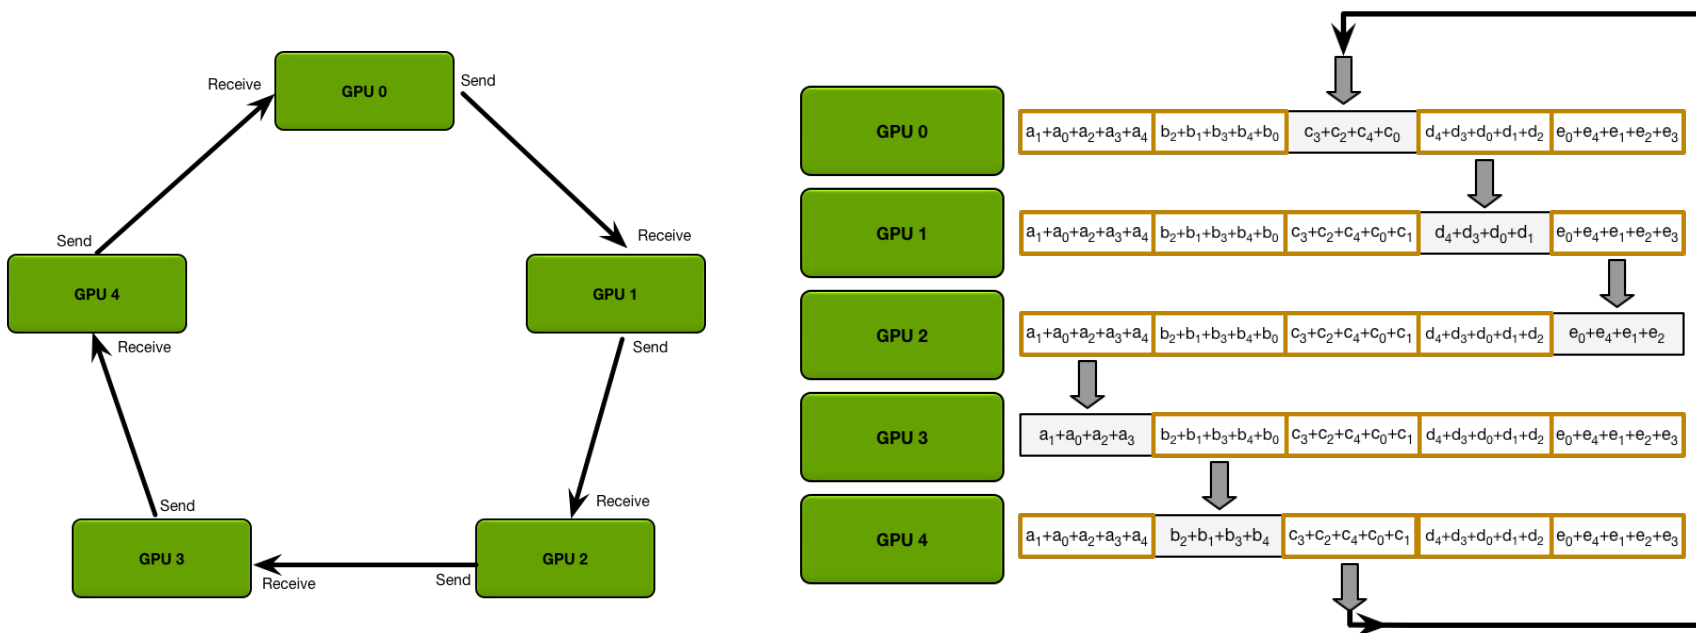 GPU 0
Receive
Send
Send
Receive
GPU 4
GPU 1
Receive
Send
Send
Receive
GPU 3
GPU 2
Receive
Send
GPU 0
a₁+a₀+a₂+a₃+a₄ b₂+b₁+b₃+b₄+b₀ c₃+c₂+c₄+c₀ d₄+d₃+d₀+d₁+d₂ e₀+e₄+e₁+e₂+e₃
GPU 1
a₁+a₀+a₂+a₃+a₄ b₂+b₁+b₃+b₄+b₀ c₃+c₂+c₄+c₀+c₁ d₄+d₃+d₀+d₁ e₀+e₄+e₁+e₂+e₃
GPU 2
a₁+a₀+a₂+a₃+a₄ b₂+b₁+b₃+b₄+b₀ c₃+c₂+c₄+c₀+c₁ d₄+d₃+d₀+d₁+d₂ e₀+e₄+e₁+e₂
GPU 3
a₁+a₀+a₂+a₃ b₂+b₁+b₃+b₄+b₀ c₃+c₂+c₄+c₀+c₁ d₄+d₃+d₀+d₁+d₂ e₀+e₄+e₁+e₂+e₃
GPU 4
a₁+a₀+a₂+a₃+a₄ b₂+b₁+b₃+b₄ c₃+c₂+c₄+c₀+c₁ d₄+d₃+d₀+d₁+d₂ e₀+e₄+e₁+e₂+e₃